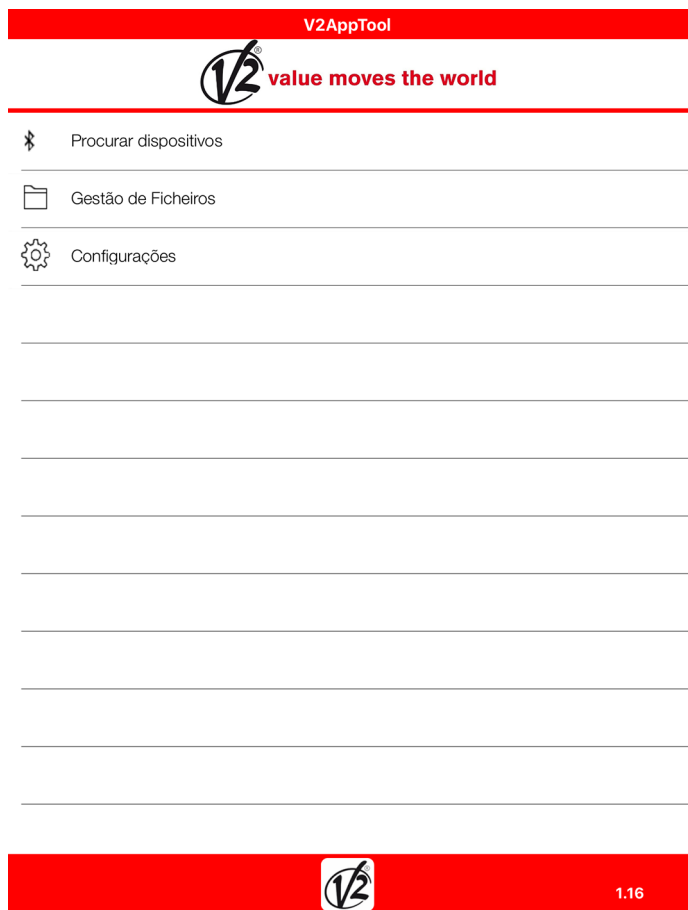 V2AppTool
V2® value moves the world
Procurar dispositivos
Gestão de Ficheiros
Configurações
V2®
1.16